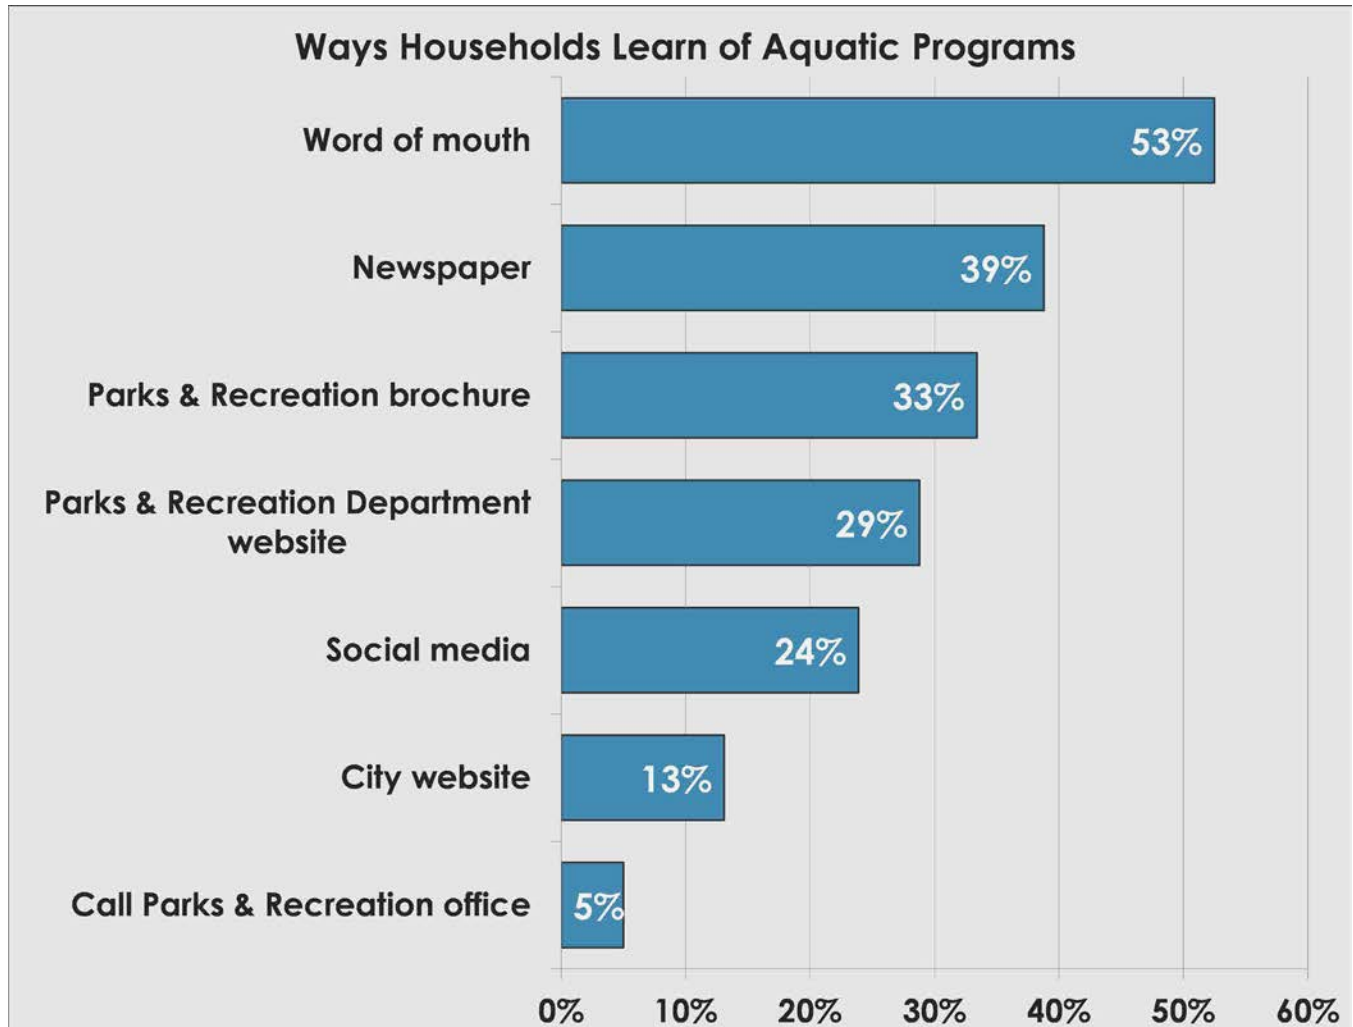 Ways Households Learn of Aquatic Programs
Word of mouth
53%
Newspaper
39%
Parks & Recreation brochure
33%
Parks & Recreation Department
website
29%
Social media
24%
City website
13%
Call Parks & Recreation office
5%
0% 10% 20% 30% 40% 50% 60%